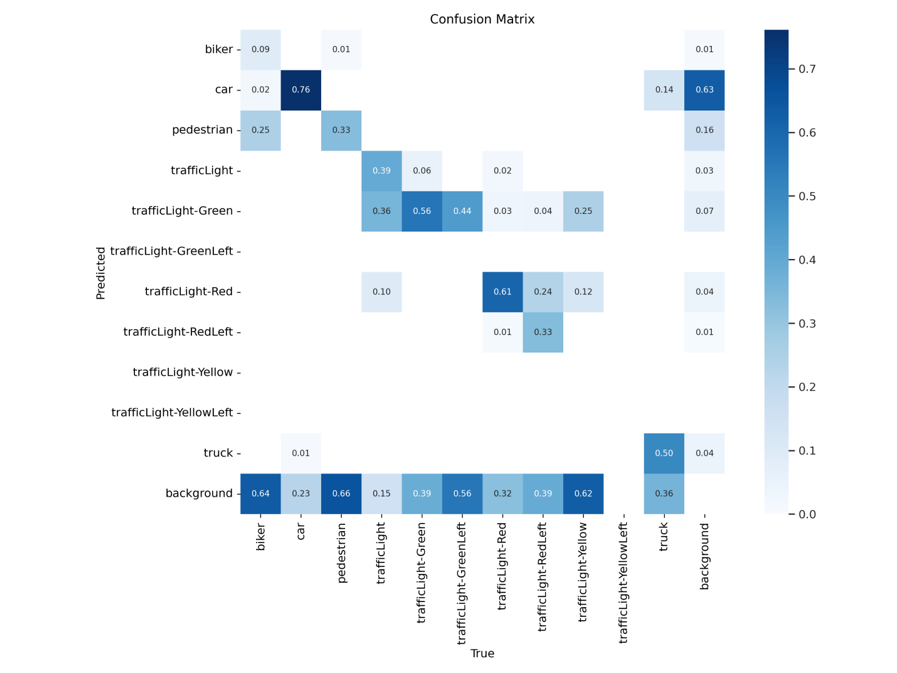 Confusion Matrix
biker - 0.09 0.01 0.01
car - 0.02 0.76 0.14 0.63
pedestrian - 0.25 0.33 0.16
trafficLight - 0.39 0.06 0.02 0.03
trafficLight-Green - 0.36 0.56 0.44 0.03 0.04 0.25 0.07
trafficLight-GreenLeft -
trafficLight-Red - 0.10 0.61 0.24 0.12 0.04
trafficLight-RedLeft - 0.01 0.33 0.01
trafficLight-Yellow -
trafficLight-YellowLeft -
truck - 0.01 0.50 0.04
background - 0.64 0.23 0.66 0.15 0.39 0.56 0.32 0.39 0.62 0.36
Predicted
biker
car
pedestrian
trafficLight
trafficLight-Green
trafficLight-GreenLeft
trafficLight-Red
trafficLight-RedLeft
trafficLight-Yellow
trafficLight-YellowLeft
truck
background
True
0.7
0.6
0.5
0.4
0.3
0.2
0.1
0.0